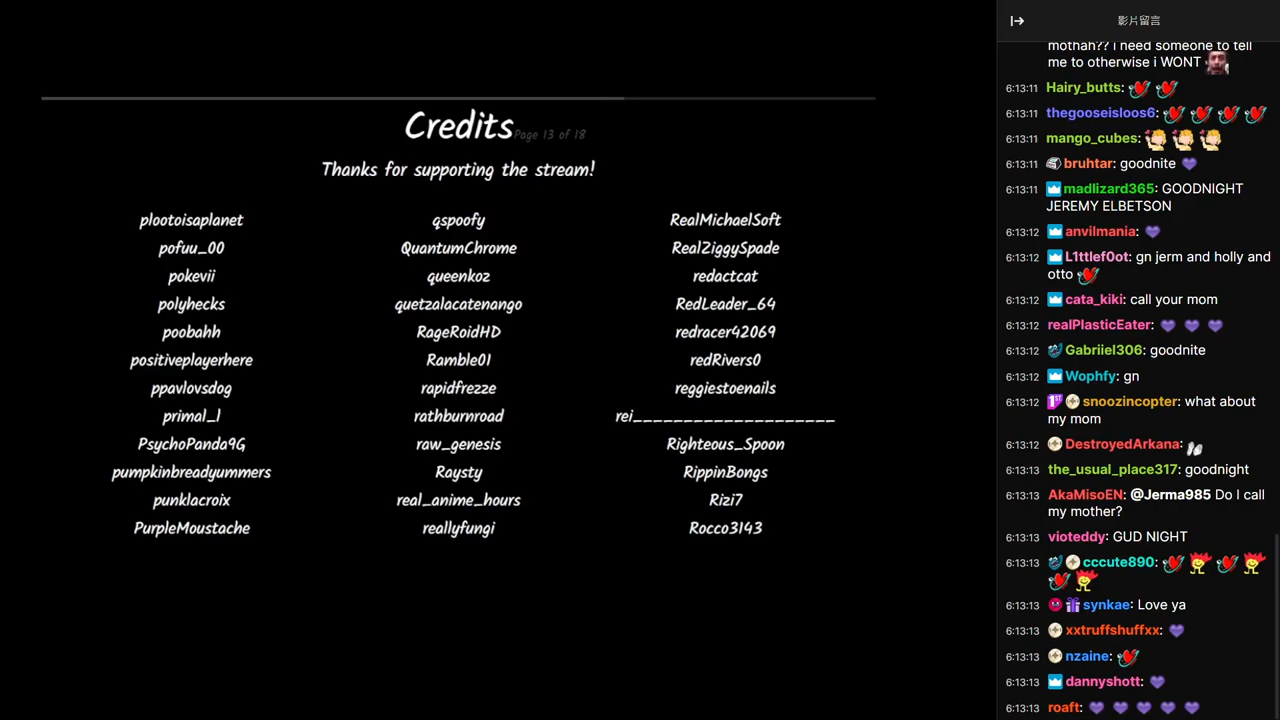 Credits Page 13 of 18
Thanks for supporting the stream!
plootoisaplanet qspoofy RealMichaelSoft
pofuu_00 QuantumChrome RealZiggySpade
pokevii queenkoz redactcat
polyhecks quetzalacatenango RedLeader_64
poobahh RageRoidHD redracer42069
positiveplayerhere Ramble01 redRivers0
ppavlovsdog rapidfrezze reggiestoenails
primal_l rathburnroad rei____________________
PsychoPanda9G raw_genesis Righteous_Spoon
pumpkinbreadyummers Raysty RippinBongs
punklacroix real_anime_hours Rizi7
PurpleMoustache reallyfungi Rocco3143
影片留言
mothah?? i need someone to tell
me to otherwise i WONT
6:13:11 Hairy_butts:
6:13:11 thegooseisloos6:
6:13:11 mango_cubes:
6:13:11 bruhtar: goodnite
6:13:11 madlizard365: GOODNIGHT
JEREMY ELBETSON
6:13:12 anvilmania:
6:13:12 L1ttlef0ot: gn jerm and holly and
otto
6:13:12 cata_kiki: call your mom
6:13:12 realPlasticEater:
6:13:12 Gabriiel306: goodnite
6:13:12 Wophfy: gn
6:13:12 1ST snoozincopter: what about
my mom
6:13:12 DestroyedArkana:
6:13:13 the_usual_place317: goodnight
6:13:13 AkaMisoEN: @Jerma985 Do I call
my mother?
6:13:13 vioteddy: GUD NIGHT
6:13:13 cccute890:
6:13:13 synkae: Love ya
6:13:13 xxtruffshuffxx:
6:13:13 nzaine:
6:13:13 dannyshott:
6:13:13 roaft: